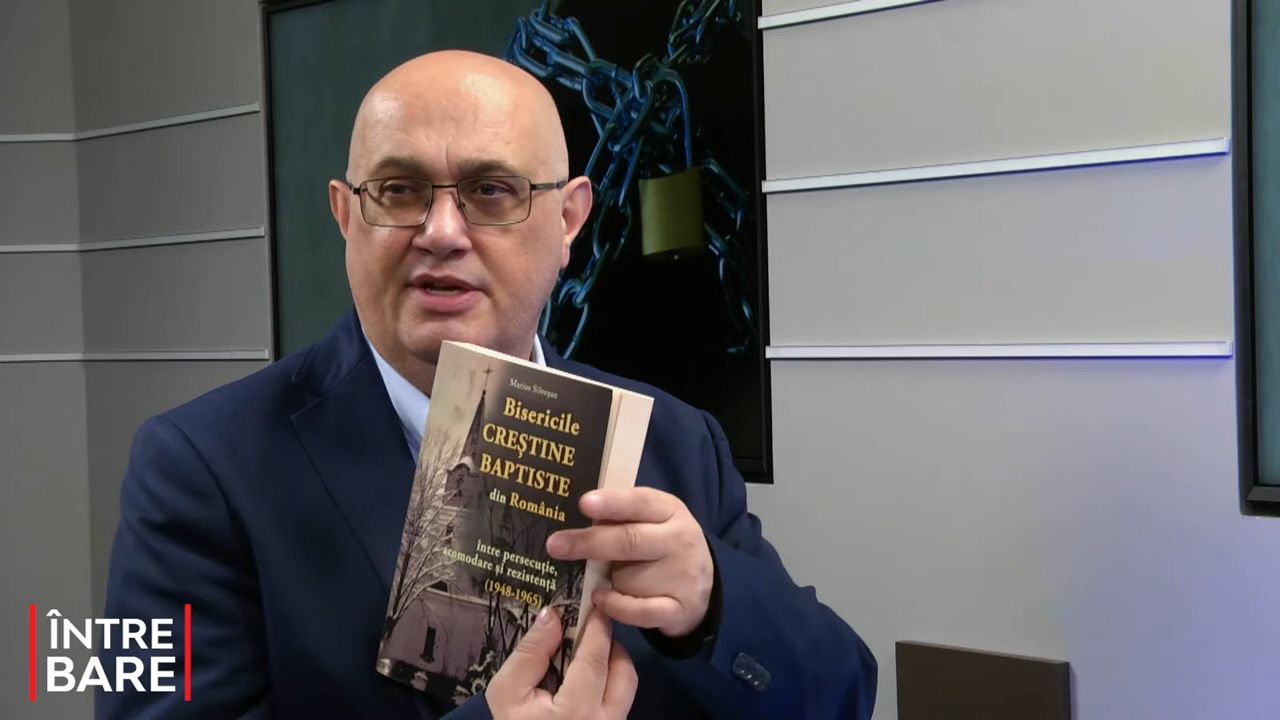 Marius Silveșan
Bisericile
CREȘTINE
BAPTISTE
din România
între persecuție,
acomodare și rezistență
(1948-1965)
ÎNTRE
BARE